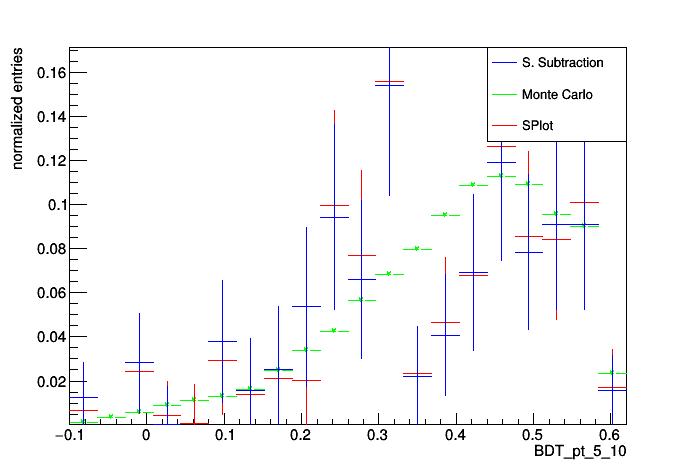 normalized entries
0.16
0.14
0.12
0.1
0.08
0.06
0.04
0.02
S. Subtraction
Monte Carlo
SPlot
−0.1 0 0.1 0.2 0.3 0.4 0.5 0.6
BDT_pt_5_10